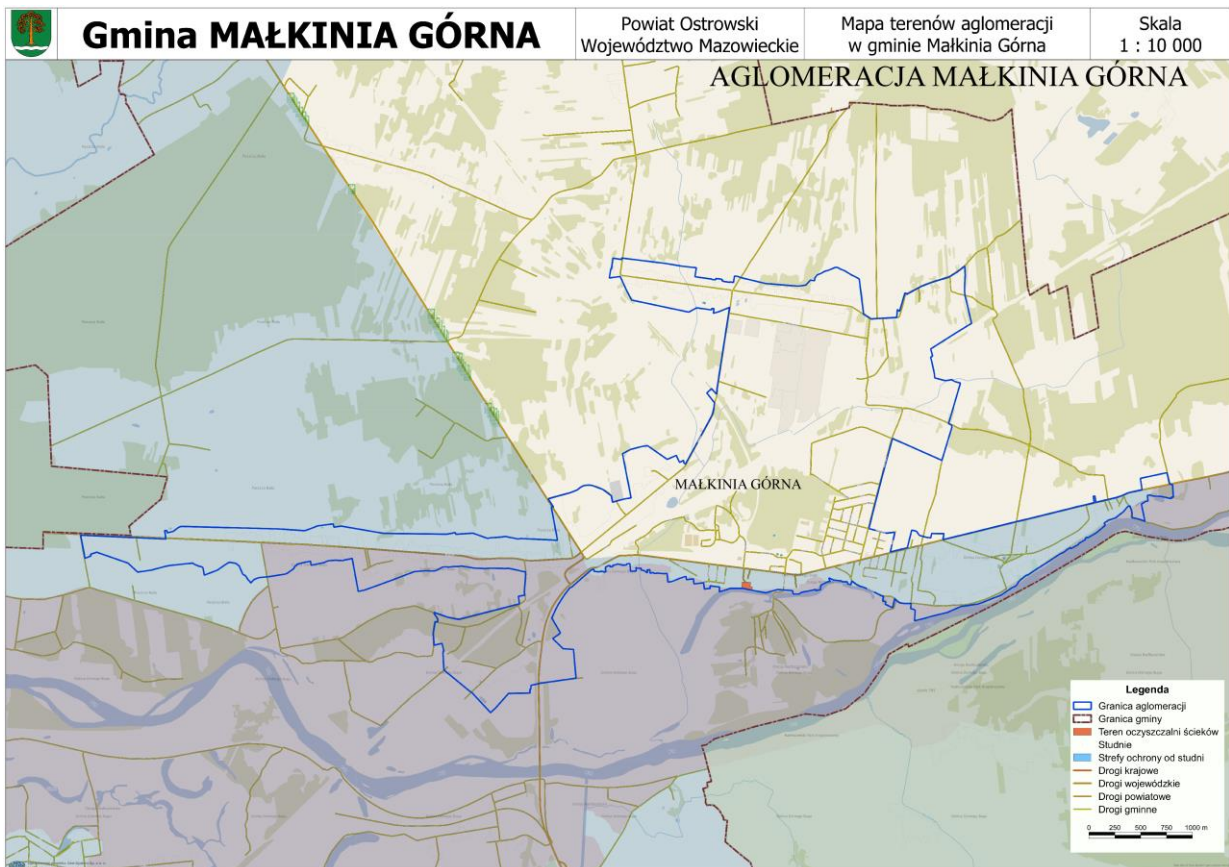 Gmina MAŁKINIA GÓRNA
Powiat Ostrowski
Województwo Mazowieckie
Mapa terenów aglomeracji
w gminie Małkinia Górna
Skala
1 : 10 000
AGLOMERACJA MAŁKINIA GÓRNA
MAŁKINIA GÓRNA
Legenda
Granica aglomeracji
Granica gminy
Teren oczyszczalni ścieków
Studnie
Strefy ochrony od studni
Drogi krajowe
Drogi wojewódzkie
Drogi powiatowe
Drogi gminne
0 250 500 750 1000 m